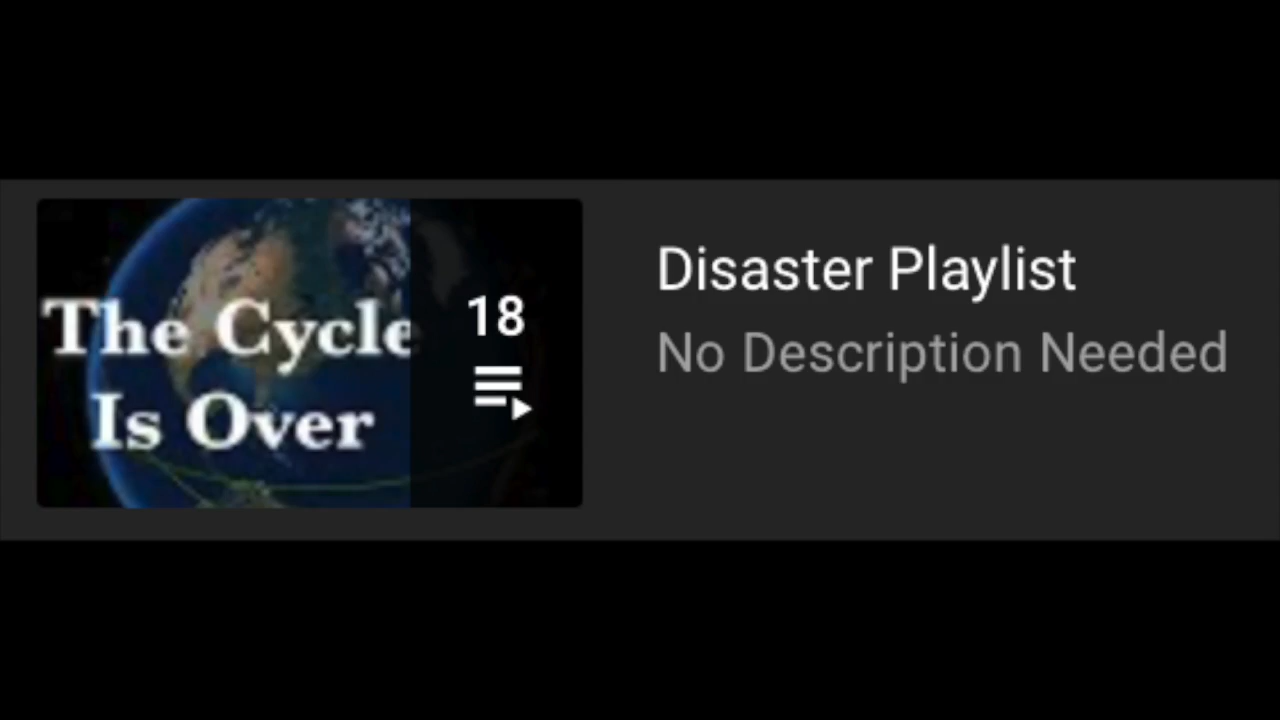 The Cycle
Is Over
18
Disaster Playlist
No Description Needed